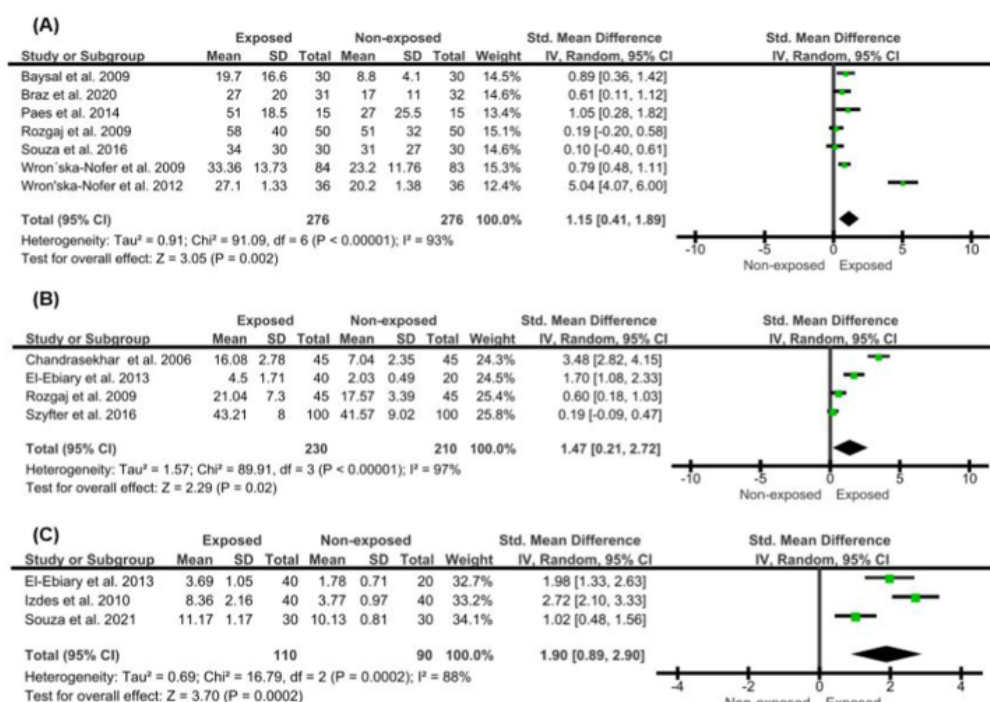 (A)
Exposed Non-exposed Std. Mean Difference Std. Mean Difference
Study or Subgroup Mean SD Total Mean SD Total Weight IV, Random, 95% CI IV, Random, 95% CI
Baysal et al. 2009 19.7 16.6 30 8.8 4.1 30 14.5% 0.89 [0.36, 1.42]
Braz et al. 2020 27 20 31 17 11 32 14.6% 0.61 [0.11, 1.12]
Paes et al. 2014 51 18.5 15 27 25.5 15 13.4% 1.05 [0.28, 1.82]
Rozgaj et al. 2009 58 40 50 51 32 50 15.1% 0.19 [-0.20, 0.58]
Souza et al. 2016 34 30 30 31 27 30 14.6% 0.10 [-0.40, 0.61]
Wron´ska-Nofer et al. 2009 33.36 13.73 84 23.2 11.76 83 15.3% 0.79 [0.48, 1.11]
Wron'ska-Nofer et al. 2012 27.1 1.33 36 20.2 1.38 36 12.4% 5.04 [4.07, 6.00]
Total (95% CI) 276 276 100.0% 1.15 [0.41, 1.89]
Heterogeneity: Tau² = 0.91; Chi² = 91.09, df = 6 (P < 0.00001); I² = 93%
Test for overall effect: Z = 3.05 (P = 0.002)
-10 -5 0 5 10
Non-exposed Exposed
(B)
Exposed Non-exposed Std. Mean Difference Std. Mean Difference
Study or Subgroup Mean SD Total Mean SD Total Weight IV, Random, 95% CI IV, Random, 95% CI
Chandrasekhar et al. 2006 16.08 2.78 45 7.04 2.35 45 24.3% 3.48 [2.82, 4.15]
El-Ebiary et al. 2013 4.5 1.71 40 2.03 0.49 20 24.5% 1.70 [1.08, 2.33]
Rozgaj et al. 2009 21.04 7.3 45 17.57 3.39 45 25.4% 0.60 [0.18, 1.03]
Szyfter et al. 2016 43.21 8 100 41.57 9.02 100 25.8% 0.19 [-0.09, 0.47]
Total (95% CI) 230 210 100.0% 1.47 [0.21, 2.72]
Heterogeneity: Tau² = 1.57; Chi² = 89.91, df = 3 (P < 0.00001); I² = 97%
Test for overall effect: Z = 2.29 (P = 0.02)
-10 -5 0 5 10
Non-exposed Exposed
(C)
Exposed Non-exposed Std. Mean Difference Std. Mean Difference
Study or Subgroup Mean SD Total Mean SD Total Weight IV, Random, 95% CI IV, Random, 95% CI
El-Ebiary et al. 2013 3.69 1.05 40 1.78 0.71 20 32.7% 1.98 [1.33, 2.63]
Izdes et al. 2010 8.36 2.16 40 3.77 0.97 40 33.2% 2.72 [2.10, 3.33]
Souza et al. 2021 11.17 1.17 30 10.13 0.81 30 34.1% 1.02 [0.48, 1.56]
Total (95% CI) 110 90 100.0% 1.90 [0.89, 2.90]
Heterogeneity: Tau² = 0.69; Chi² = 16.79, df = 2 (P = 0.0002); I² = 88%
Test for overall effect: Z = 3.70 (P = 0.0002)
-4 -2 0 2 4
Non-exposed Exposed